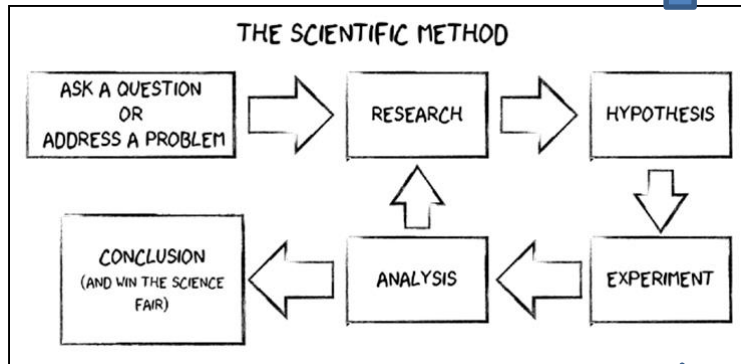 THE SCIENTIFIC METHOD
ASK A QUESTION
OR
ADDRESS A PROBLEM
RESEARCH
HYPOTHESIS
CONCLUSION
(AND WIN THE SCIENCE
FAIR)
ANALYSIS
EXPERIMENT